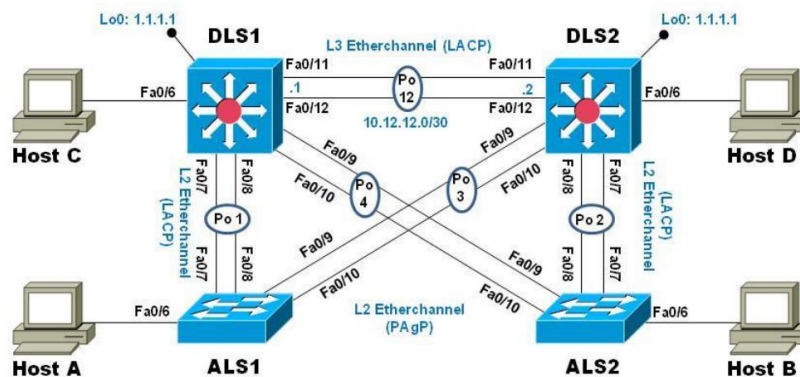 Lo0: 1.1.1.1
Lo0: 1.1.1.1
DLS1
L3 Etherchannel (LACP)
DLS2
Fa0/6
Fa0/11
Po
12
Fa0/11
Fa0/6
.1
.2
Fa0/12
Fa0/12
10.12.12.0/30
Host C
Host D
Fa0/9
Fa0/9
Fa0/7
Fa0/8
Fa0/10
Po
4
Po
3
Fa0/10
Fa0/8
Fa0/7
L2 Etherchannel
(LACP)
Po 1
Po 2
L2 Etherchannel
(LACP)
Fa0/7
Fa0/8
Fa0/9
Fa0/10
Fa0/9
Fa0/10
Fa0/8
Fa0/7
Fa0/6
L2 Etherchannel
(PAgP)
Fa0/6
Host A
ALS1
ALS2
Host B